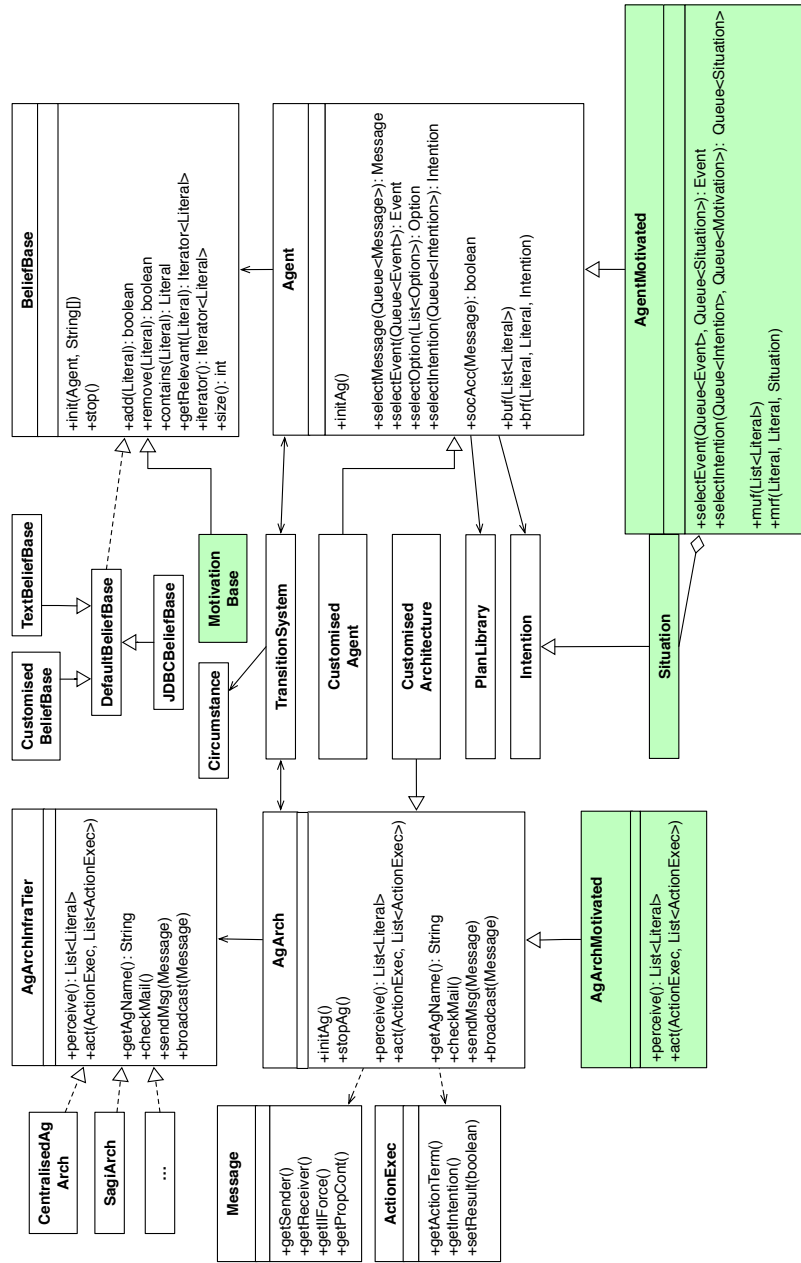 CentralisedAg
Arch
SagiArch
...
AgArchInfraTier
+perceive(): List<Literal>
+act(ActionExec, List<ActionExec>)
+getAgName(): String
+checkMail()
+sendMsg(Message)
+broadcast(Message)
Customised
BeliefBase
TextBeliefBase
DefaultBeliefBase
JDBCBeliefBase
Motivation
Base
BeliefBase
+init(Agent, String[])
+stop()
+add(Literal): boolean
+remove(Literal): boolean
+contains(Literal): Literal
+getRelevant(Literal): Iterator<Literal>
+iterator(): Iterator<Literal>
+size(): int
Message
+getSender()
+getReceiver()
+getIlForce()
+getPropCont()
ActionExec
+getActionTerm()
+getIntention()
+setResult(boolean)
AgArch
+initAg()
+stopAg()
+perceive(): List<Literal>
+act(ActionExec, List<ActionExec>)
+getAgName(): String
+checkMail()
+sendMsg(Message)
+broadcast(Message)
Circumstance
TransitionSystem
Customised
Agent
Customised
Architecture
PlanLibrary
Intention
Agent
+initAg()
+selectMessage(Queue<Message>): Message
+selectEvent(Queue<Event>): Event
+selectOption(List<Option>): Option
+selectIntention(Queue<Intention>): Intention
+socAcc(Message): boolean
+buf(List<Literal>)
+brf(Literal, Literal, Intention)
AgArchMotivated
+perceive(): List<Literal>
+act(ActionExec, List<ActionExec>)
Situation
AgentMotivated
+selectEvent(Queue<Event>, Queue<Situation>): Event
+selectIntention(Queue<Intention>, Queue<Motivation>): Queue<Situation>
+muf(List<Literal>)
+mrf(Literal, Literal, Situation)